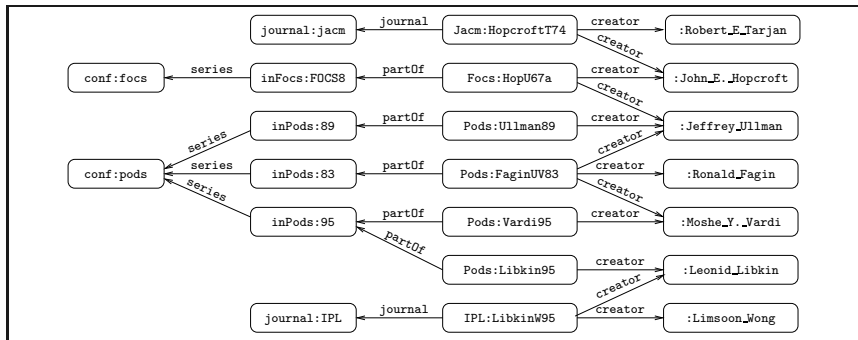 journal:jacm journal Jacm:HopcroftT74 creator :Robert_E_Tarjan
creator
conf:focs series inFocs:FOCS8 partOf Focs:HopU67a creator :John_E._Hopcroft
creator
inPods:89 partOf Pods:Ullman89 creator :Jeffrey_Ullman
series creator
conf:pods series inPods:83 partOf Pods:FaginUV83 creator :Ronald_Fagin
series creator
inPods:95 partOf Pods:Vardi95 creator :Moshe_Y._Vardi
partOf
Pods:Libkin95 creator :Leonid_Libkin
creator
journal:IPL journal IPL:LibkinW95 creator :Limsoon_Wong